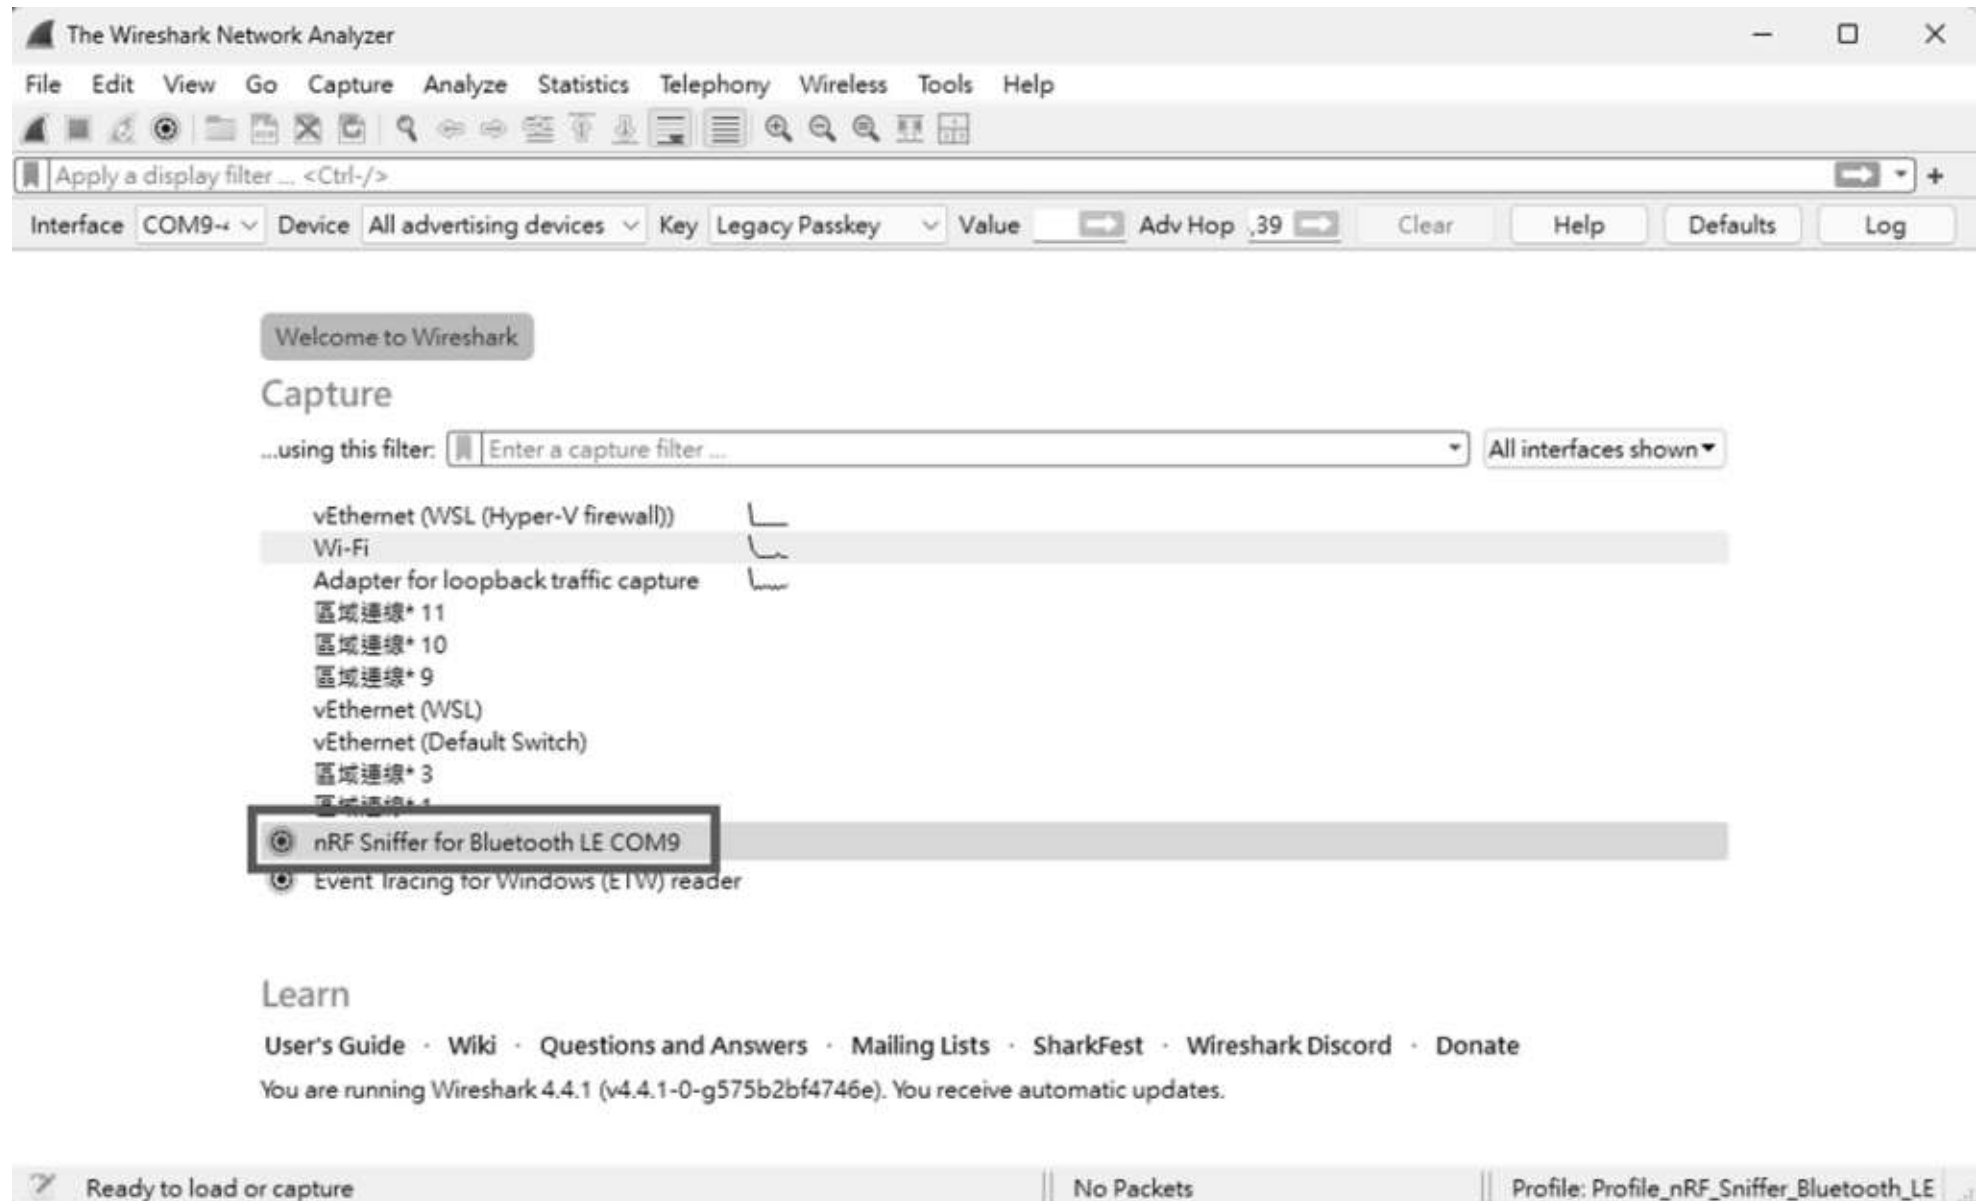 The Wireshark Network Analyzer
File Edit View Go Capture Analyze Statistics Telephony Wireless Tools Help
Apply a display filter ... <Ctrl-/>
Interface COM9- Device All advertising devices Key Legacy Passkey Value Adv Hop ,39 Clear Help Defaults Log
Welcome to Wireshark
Capture
...using this filter: Enter a capture filter ... All interfaces shown
vEthernet (WSL (Hyper-V firewall))
Wi-Fi
Adapter for loopback traffic capture
區域連線* 11
區域連線* 10
區域連線* 9
vEthernet (WSL)
vEthernet (Default Switch)
區域連線* 3
區域連線* 1
nRF Sniffer for Bluetooth LE COM9
Event Tracing for Windows (ETW) reader
Learn
User's Guide · Wiki · Questions and Answers · Mailing Lists · SharkFest · Wireshark Discord · Donate
You are running Wireshark 4.4.1 (v4.4.1-0-g575b2bf4746e). You receive automatic updates.
Ready to load or capture No Packets Profile: Profile_nRF_Sniffer_Bluetooth_LE